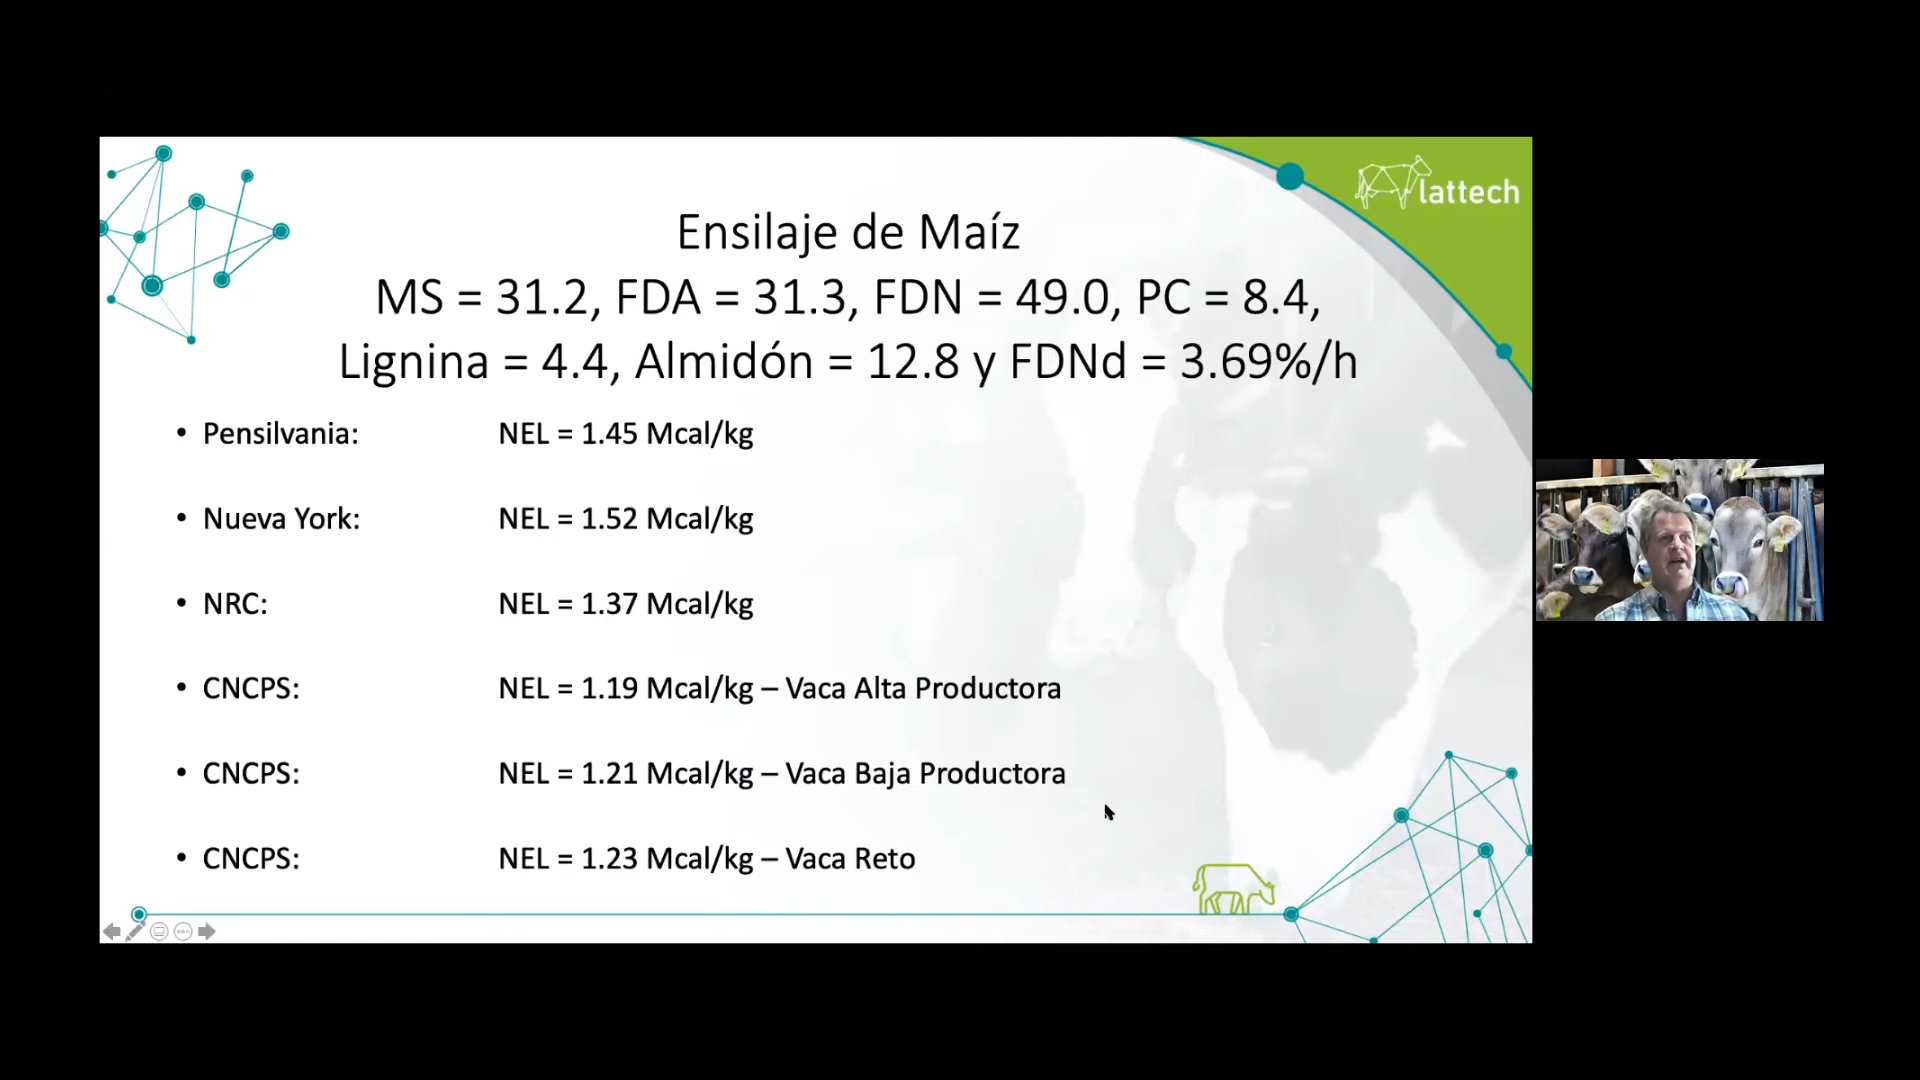 lattech
Ensilaje de Maíz
MS = 31.2, FDA = 31.3, FDN = 49.0, PC = 8.4,
Lignina = 4.4, Almidón = 12.8 y FDNd = 3.69%/h
• Pensilvania: NEL = 1.45 Mcal/kg
• Nueva York: NEL = 1.52 Mcal/kg
• NRC: NEL = 1.37 Mcal/kg
• CNCPS: NEL = 1.19 Mcal/kg – Vaca Alta Productora
• CNCPS: NEL = 1.21 Mcal/kg – Vaca Baja Productora
• CNCPS: NEL = 1.23 Mcal/kg – Vaca Reto